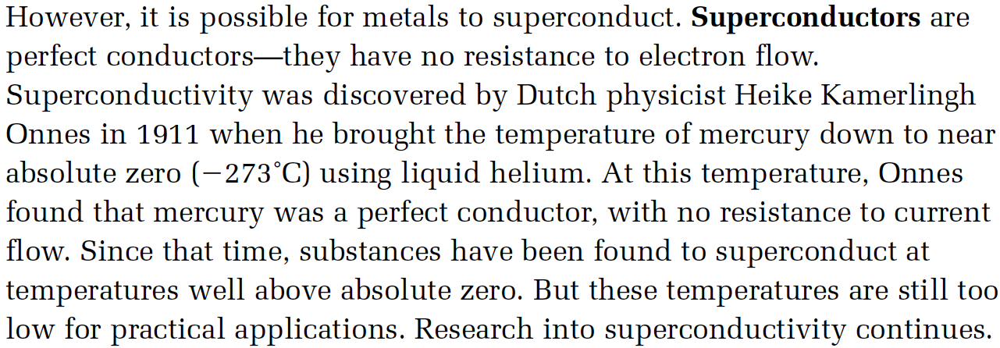 However, it is possible for metals to superconduct. Superconductors are
perfect conductors—they have no resistance to electron flow.
Superconductivity was discovered by Dutch physicist Heike Kamerlingh
Onnes in 1911 when he brought the temperature of mercury down to near
absolute zero (−273°C) using liquid helium. At this temperature, Onnes
found that mercury was a perfect conductor, with no resistance to current
flow. Since that time, substances have been found to superconduct at
temperatures well above absolute zero. But these temperatures are still too
low for practical applications. Research into superconductivity continues.